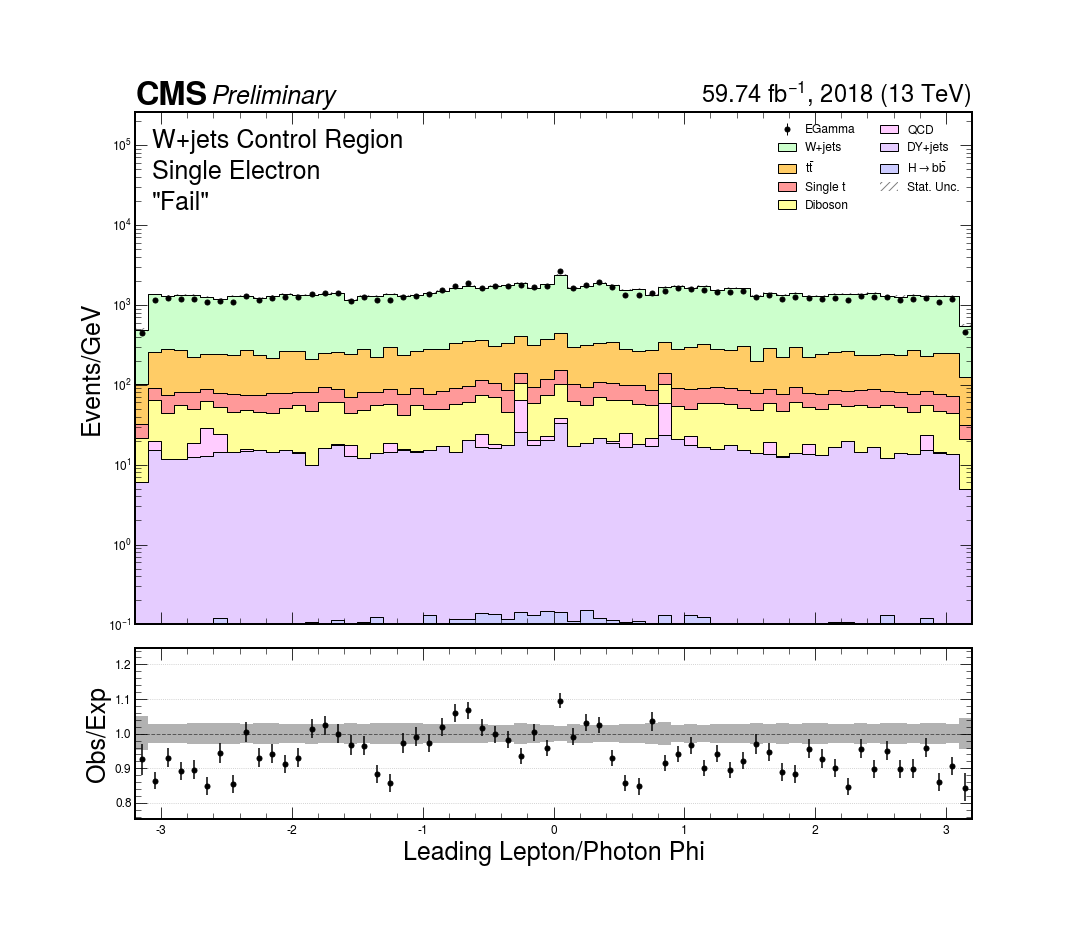 CMS Preliminary
59.74 fb⁻¹, 2018 (13 TeV)
W+jets Control Region
Single Electron
"Fail"
EGamma
W+jets
tt̄
Single t
Diboson
QCD
DY+jets
H→bb̄
Stat. Unc.
Events/GeV
10⁵
10⁴
10³
10²
10¹
10⁰
10⁻¹
Obs/Exp
1.2
1.1
1.0
0.9
0.8
-3 -2 -1 0 1 2 3
Leading Lepton/Photon Phi